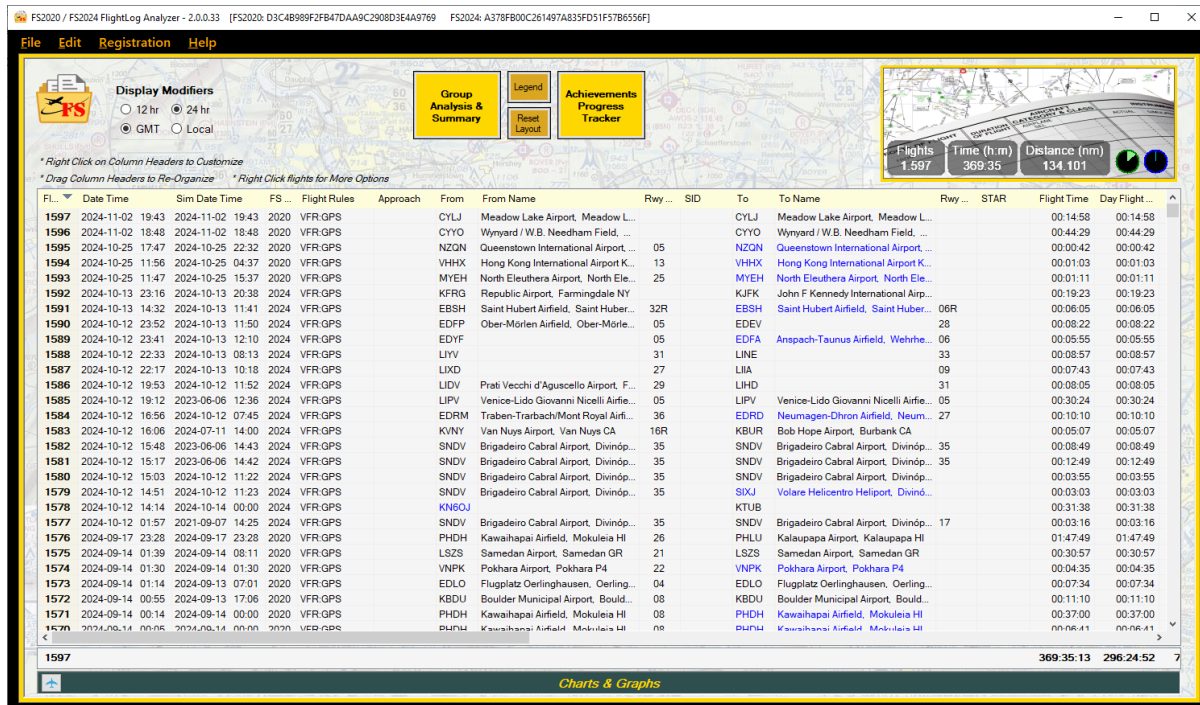 FS2020 / FS2024 FlightLog Analyzer - 2.0.0.33 [FS2020: D3C4B989F2FB47DAA9C2908D3E4A9769 FS2024: A378FB00C261497A835FD51F57B6556F]
File Edit Registration Help
FS
Display Modifiers
12 hr 24 hr
GMT Local
Group Analysis & Summary
Legend
Reset Layout
Achievements Progress Tracker
Flights 1.597
Time (h:m) 369:35
Distance (nm) 134.101
* Right Click on Column Headers to Customize
* Drag Column Headers to Re-Organize * Right Click flights for More Options
Fl... Date Time Sim Date Time FS ... Flight Rules Approach From From Name Rwy ... SID To To Name Rwy ... STAR Flight Time Day Flight ...
1597 2024-11-02 19:43 2024-11-02 19:43 2020 VFR:GPS CYLJ Meadow Lake Airport, Meadow L... CYLJ Meadow Lake Airport, Meadow L... 00:14:58 00:14:58
1596 2024-11-02 18:48 2024-11-02 18:48 2020 VFR:GPS CYYO Wynyard / W.B. Needham Field, ... CYYO Wynyard / W.B. Needham Field, ... 00:44:29 00:44:29
1595 2024-10-25 17:47 2024-10-25 22:32 2020 VFR:GPS NZQN Queenstown International Airport, ... 05 NZQN Queenstown International Airport, ... 00:00:42 00:00:42
1594 2024-10-25 11:56 2024-10-25 04:37 2020 VFR:GPS VHHX Hong Kong International Airport K... 13 VHHX Hong Kong International Airport K... 00:01:03 00:01:03
1593 2024-10-25 11:47 2024-10-25 15:37 2020 VFR:GPS MYEH North Eleuthera Airport, North Ele... 25 MYEH North Eleuthera Airport, North Ele... 00:01:11 00:01:11
1592 2024-10-13 23:16 2024-10-13 20:38 2024 VFR:GPS KFRG Republic Airport, Farmingdale NY KJFK John F Kennedy International Airp... 00:19:23 00:19:23
1591 2024-10-13 14:32 2024-10-13 11:41 2024 VFR:GPS EBSH Saint Hubert Airfield, Saint Huber... 32R EBSH Saint Hubert Airfield, Saint Huber... 06R 00:06:05 00:06:05
1590 2024-10-12 23:52 2024-10-13 11:50 2024 VFR:GPS EDFP Ober-Mörlen Airfield, Ober-Mörle... 05 EDEV 28 00:08:22 00:08:22
1589 2024-10-12 23:41 2024-10-13 12:10 2024 VFR:GPS EDYF 05 EDFA Anspach-Taunus Airfield, Wehrhe... 06 00:05:55 00:05:55
1588 2024-10-12 22:33 2024-10-13 08:13 2024 VFR:GPS LIYV 31 LINE 33 00:08:57 00:08:57
1587 2024-10-12 22:17 2024-10-13 10:18 2024 VFR:GPS LIXD 27 LIIA 09 00:07:43 00:07:43
1586 2024-10-12 19:53 2024-10-12 11:52 2024 VFR:GPS LIDV Prati Vecchi d'Aguscello Airport, F... 29 LIHD 31 00:08:05 00:08:05
1585 2024-10-12 19:12 2023-06-06 12:36 2024 VFR:GPS LIPV Venice-Lido Giovanni Nicelli Airfie... 05 LIPV Venice-Lido Giovanni Nicelli Airfie... 05 00:30:24 00:30:24
1584 2024-10-12 16:56 2024-10-12 07:45 2024 VFR:GPS EDRM Traben-Trarbach/Mont Royal Airfi... 36 EDRD Neumagen-Dhron Airfield, Neum... 27 00:10:10 00:10:10
1583 2024-10-12 16:06 2024-07-11 14:00 2024 VFR:GPS KVNY Van Nuys Airport, Van Nuys CA 16R KBUR Bob Hope Airport, Burbank CA 00:05:07 00:05:07
1582 2024-10-12 15:48 2023-06-06 14:43 2024 VFR:GPS SNDV Brigadeiro Cabral Airport, Divinóp... 35 SNDV Brigadeiro Cabral Airport, Divinóp... 35 00:08:49 00:08:49
1581 2024-10-12 15:17 2023-06-06 14:42 2024 VFR:GPS SNDV Brigadeiro Cabral Airport, Divinóp... 35 SNDV Brigadeiro Cabral Airport, Divinóp... 35 00:12:49 00:12:49
1580 2024-10-12 15:03 2024-10-12 11:22 2024 VFR:GPS SNDV Brigadeiro Cabral Airport, Divinóp... 35 SNDV Brigadeiro Cabral Airport, Divinóp... 00:03:55 00:03:55
1579 2024-10-12 14:51 2024-10-12 11:23 2024 VFR:GPS SNDV Brigadeiro Cabral Airport, Divinóp... 35 SIXJ Volare Helicentro Heliport, Divinó... 00:03:03 00:03:03
1578 2024-10-12 14:14 2024-10-14 00:00 2024 VFR:GPS KN6OJ KTUB 00:31:38 00:31:38
1577 2024-10-12 01:57 2021-09-07 14:25 2024 VFR:GPS SNDV Brigadeiro Cabral Airport, Divinóp... 35 SNDV Brigadeiro Cabral Airport, Divinóp... 17 00:03:16 00:03:16
1576 2024-09-17 23:28 2024-09-17 23:28 2020 VFR:GPS PHDH Kawaihapai Airfield, Mokuleia HI 26 PHLU Kalaupapa Airport, Kalaupapa HI 01:47:49 01:47:49
1575 2024-09-14 01:39 2024-09-14 08:11 2020 VFR:GPS LSZS Samedan Airport, Samedan GR 21 LSZS Samedan Airport, Samedan GR 00:30:57 00:30:57
1574 2024-09-14 01:30 2024-09-14 01:30 2020 VFR:GPS VNPK Pokhara Airport, Pokhara P4 22 VNPK Pokhara Airport, Pokhara P4 00:04:35 00:04:35
1573 2024-09-14 01:14 2024-09-13 07:01 2020 VFR:GPS EDLO Flugplatz Oerlinghausen, Oerling... 04 EDLO Flugplatz Oerlinghausen, Oerling... 00:07:34 00:07:34
1572 2024-09-14 00:55 2024-09-13 17:06 2020 VFR:GPS KBDU Boulder Municipal Airport, Bould... 08 KBDU Boulder Municipal Airport, Bould... 00:11:10 00:11:10
1571 2024-09-14 00:14 2024-09-14 00:00 2020 VFR:GPS PHDH Kawaihapai Airfield, Mokuleia HI 08 PHDH Kawaihapai Airfield, Mokuleia HI 00:37:00 00:37:00
1570 2024-09-14 00:05 2024-09-14 00:00 2020 VFR:GPS PHDH Kawaihapai Airfield, Mokuleia HI 08 PHDH Kawaihapai Airfield, Mokuleia HI 00:06:41 00:06:41
1597 369:35:13 296:24:52 7
Charts & Graphs